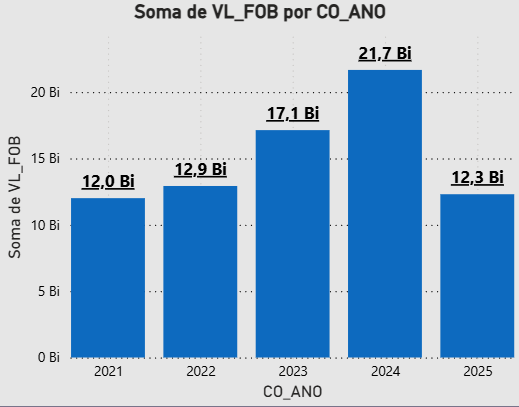 Soma de VL_FOB por CO_ANO
21,7 Bi
20 Bi
17,1 Bi
15 Bi
12,0 Bi
12,9 Bi
12,3 Bi
10 Bi
5 Bi
0 Bi
Soma de VL_FOB
2021 2022 2023 2024 2025
CO_ANO